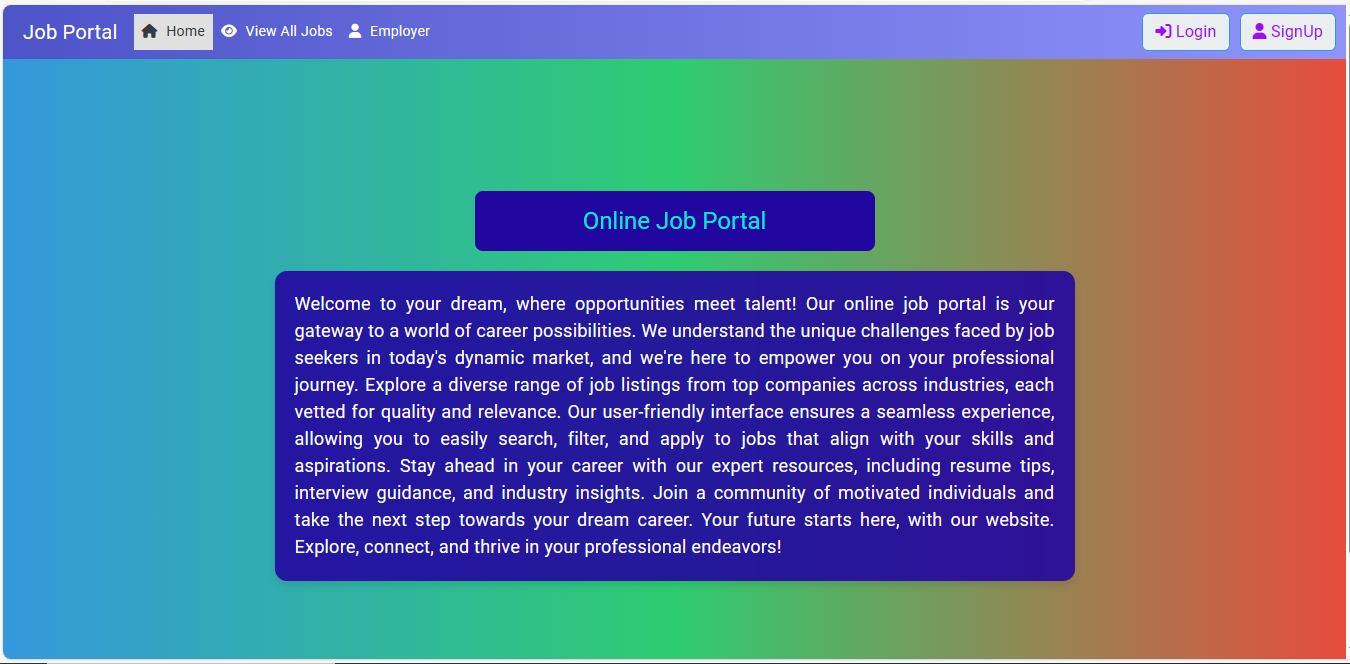 Job Portal Home View All Jobs Employer Login SignUp
Online Job Portal
Welcome to your dream, where opportunities meet talent! Our online job portal is your
gateway to a world of career possibilities. We understand the unique challenges faced by job
seekers in today's dynamic market, and we're here to empower you on your professional
journey. Explore a diverse range of job listings from top companies across industries, each
vetted for quality and relevance. Our user-friendly interface ensures a seamless experience,
allowing you to easily search, filter, and apply to jobs that align with your skills and
aspirations. Stay ahead in your career with our expert resources, including resume tips,
interview guidance, and industry insights. Join a community of motivated individuals and
take the next step towards your dream career. Your future starts here, with our website.
Explore, connect, and thrive in your professional endeavors!